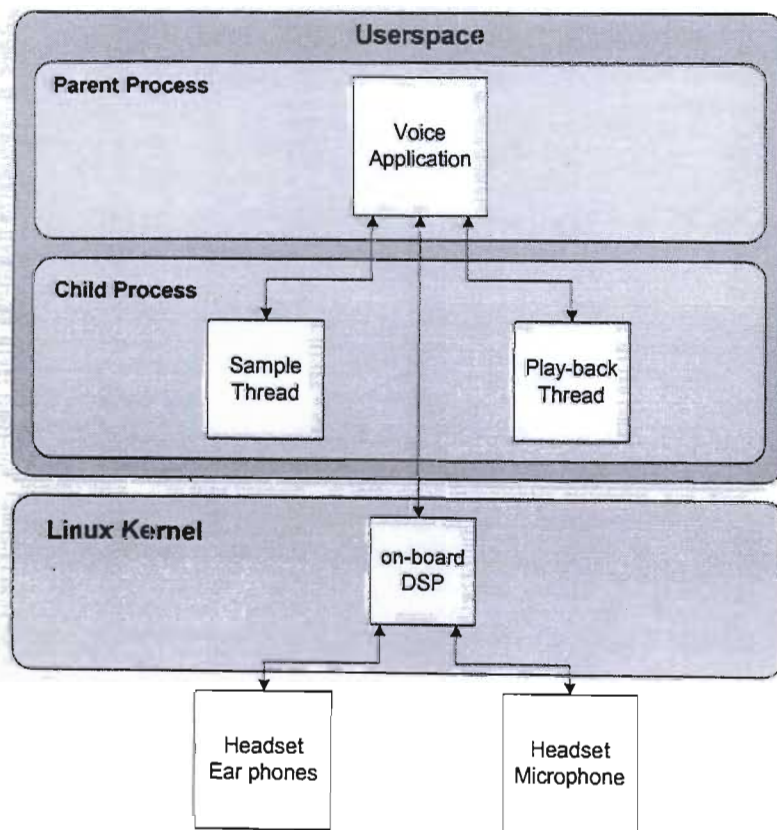 Userspace
Parent Process
Voice
Application
Child Process
Sample
Thread
Play-back
Thread
Linux Kernel
on-board
DSP
Headset
Ear phones
Headset
Microphone